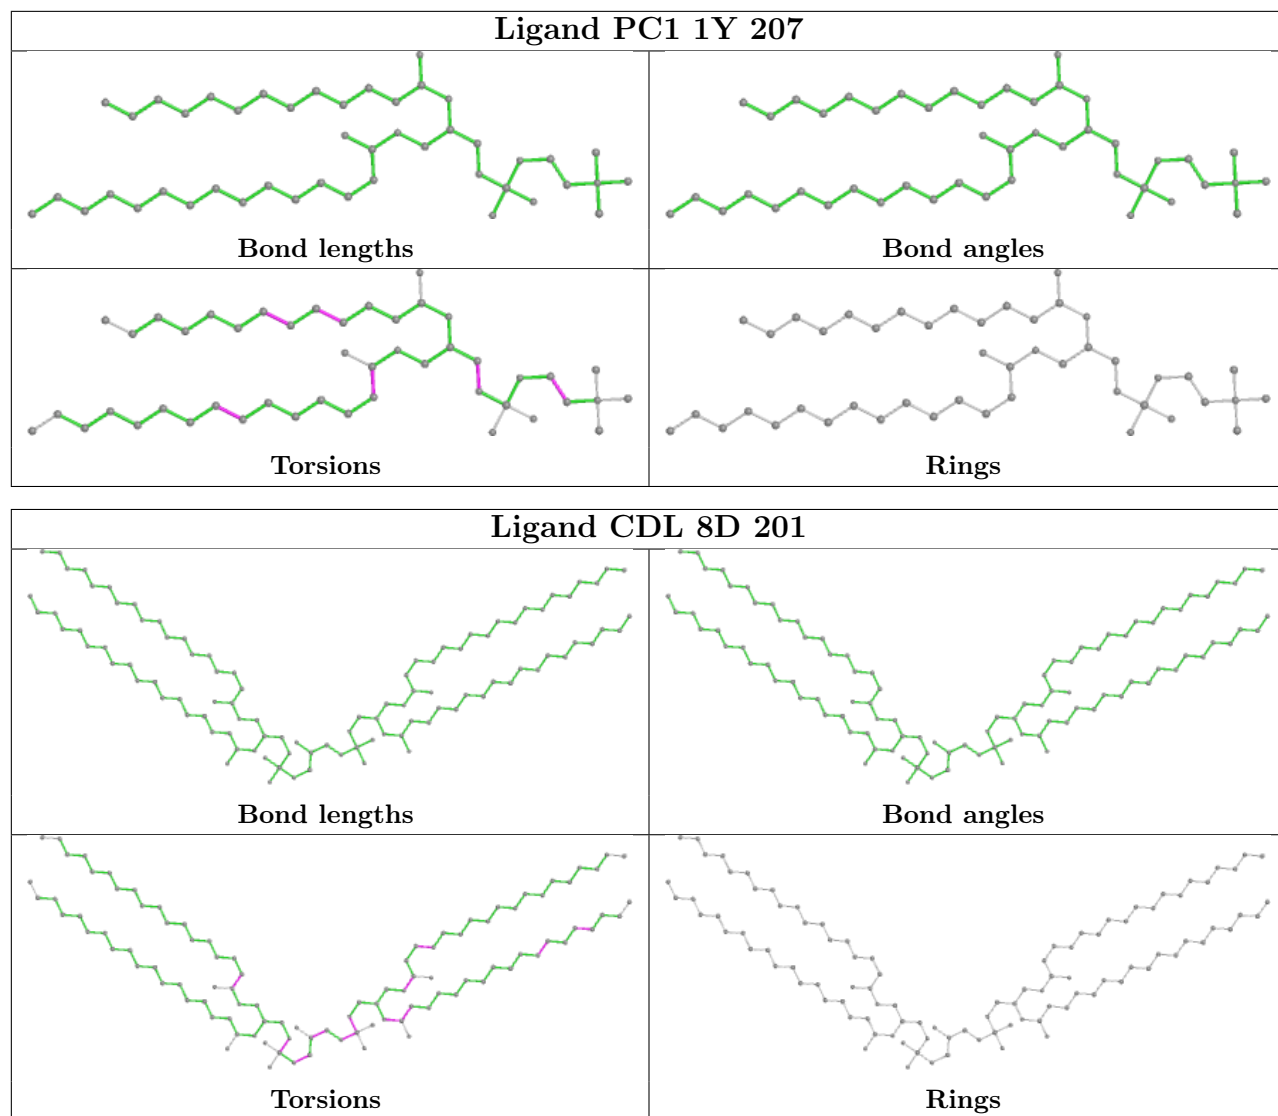 Ligand PC1 1Y 207
Bond lengths
Bond angles
Torsions
Rings
Ligand CDL 8D 201
Bond lengths
Bond angles
Torsions
Rings